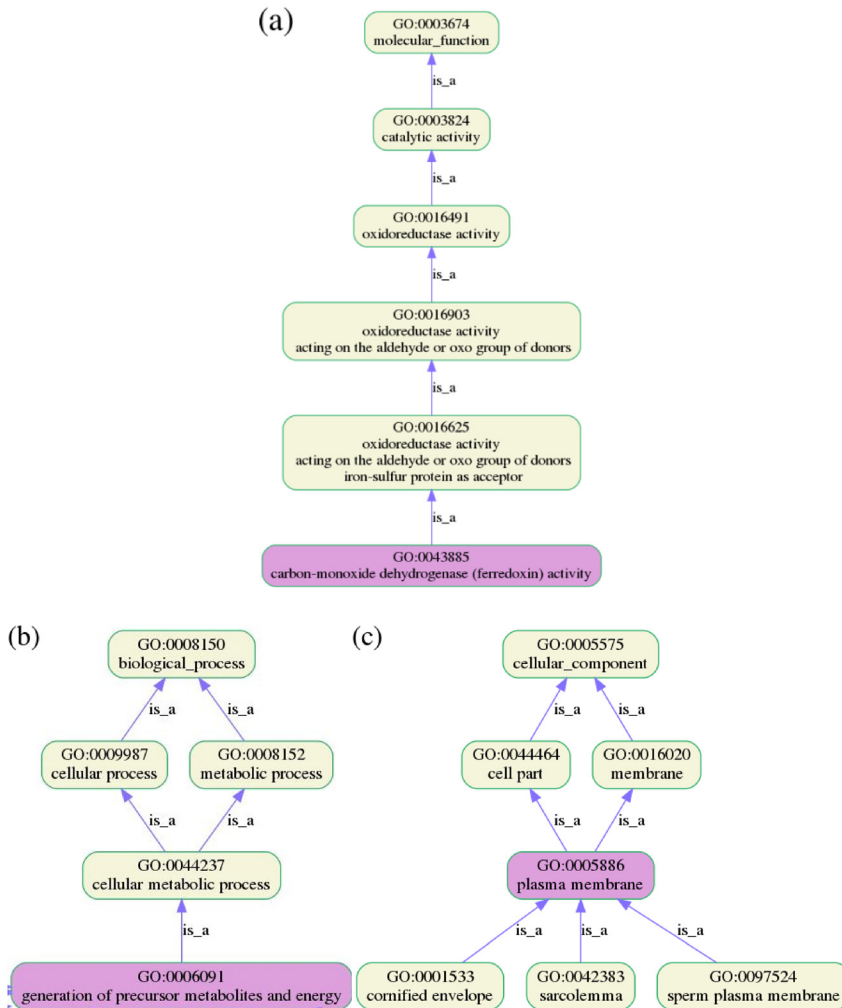 (a)
GO:0003674
molecular_function
is_a
GO:0003824
catalytic activity
is_a
GO:0016491
oxidoreductase activity
is_a
GO:0016903
oxidoreductase activity
acting on the aldehyde or oxo group of donors
is_a
GO:0016625
oxidoreductase activity
acting on the aldehyde or oxo group of donors
iron-sulfur protein as acceptor
is_a
GO:0043885
carbon-monoxide dehydrogenase (ferredoxin) activity
(b)
GO:0008150
biological_process
is_a
is_a
GO:0009987
cellular process
GO:0008152
metabolic process
is_a
is_a
GO:0044237
cellular metabolic process
is_a
GO:0006091
generation of precursor metabolites and energy
(c)
GO:0005575
cellular_component
is_a
is_a
GO:0044464
cell part
GO:0016020
membrane
is_a
is_a
GO:0005886
plasma membrane
is_a
is_a
is_a
GO:0001533
cornified envelope
GO:0042383
sarcolemma
GO:0097524
sperm plasma membrane